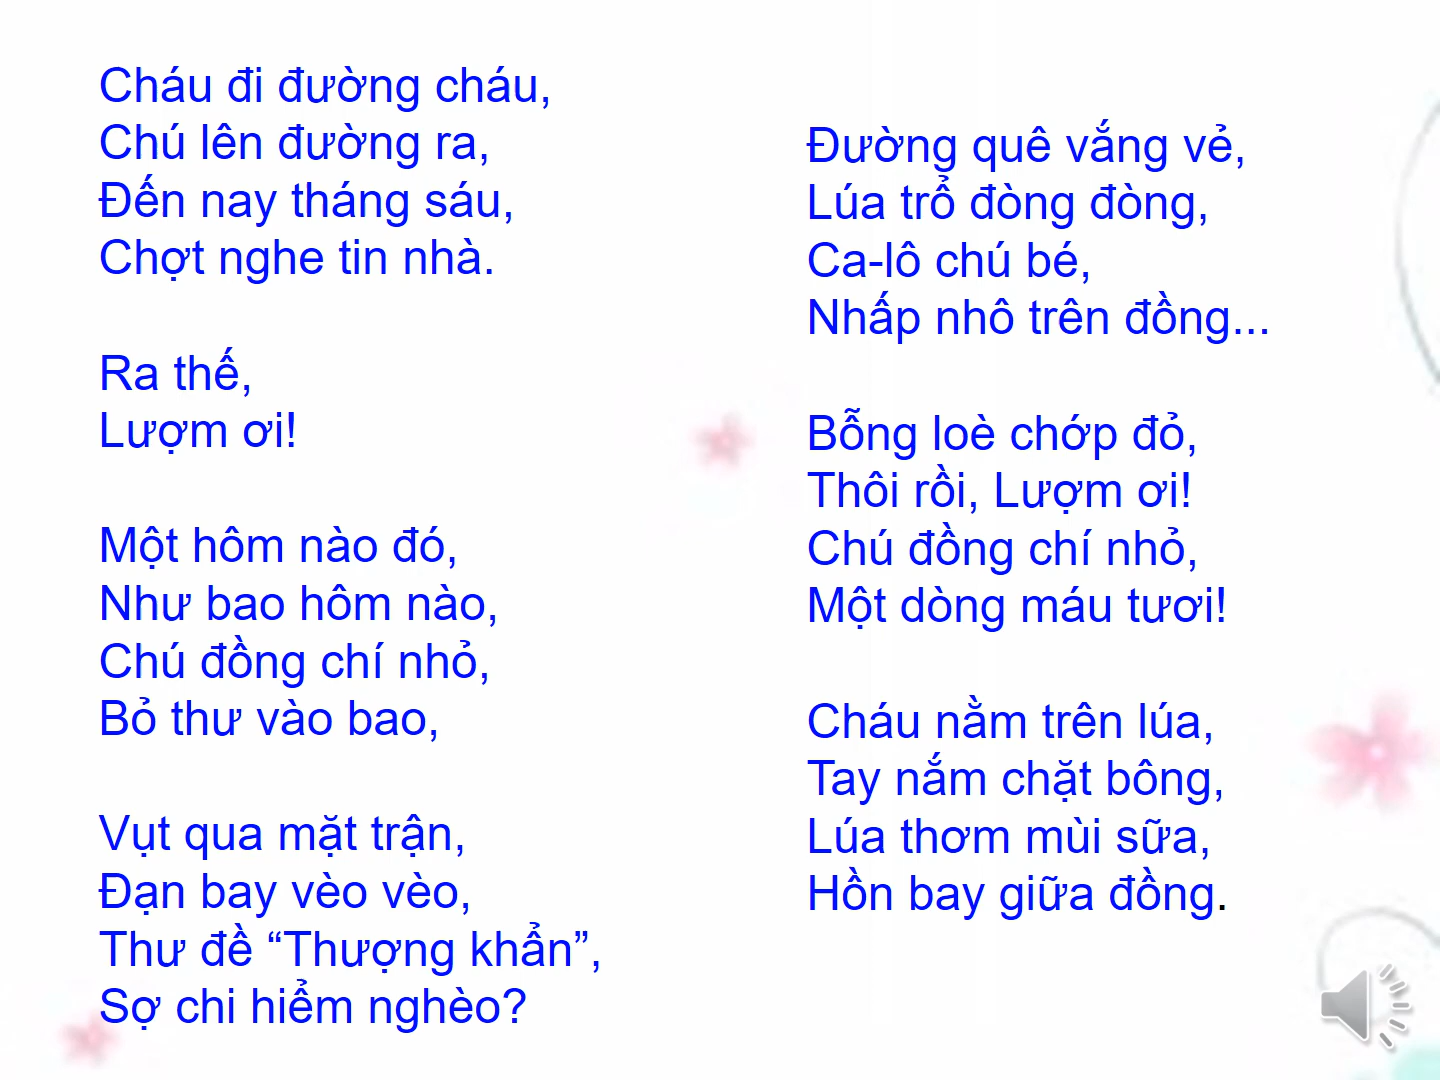 Cháu đi đường cháu,
Chú lên đường ra,
Đến nay tháng sáu,
Chợt nghe tin nhà.
Ra thế,
Lượm ơi!
Một hôm nào đó,
Như bao hôm nào,
Chú đồng chí nhỏ,
Bỏ thư vào bao,
Vụt qua mặt trận,
Đạn bay vèo vèo,
Thư đề “Thượng khẩn”,
Sợ chi hiểm nghèo?
Đường quê vắng vẻ,
Lúa trổ đòng đòng,
Ca-lô chú bé,
Nhấp nhô trên đồng...
Bỗng loè chớp đỏ,
Thôi rồi, Lượm ơi!
Chú đồng chí nhỏ,
Một dòng máu tươi!
Cháu nằm trên lúa,
Tay nắm chặt bông,
Lúa thơm mùi sữa,
Hồn bay giữa đồng.